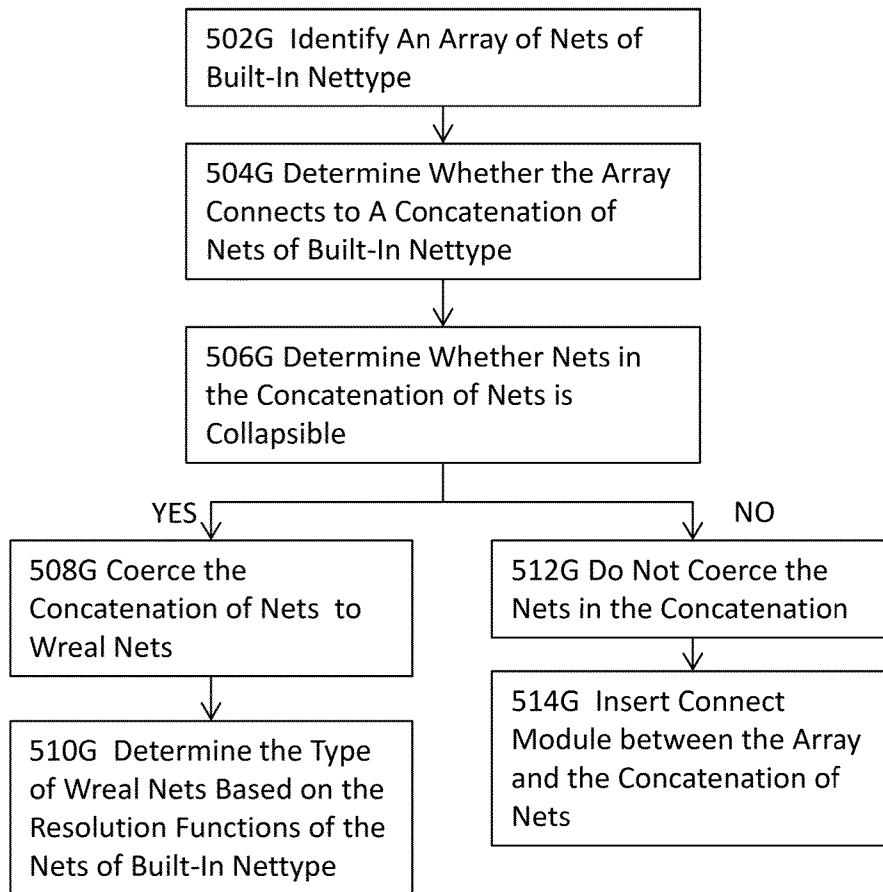 502G Identify An Array of Nets of
Built-In Nettype
504G Determine Whether the Array
Connects to A Concatenation of
Nets of Built-In Nettype
506G Determine Whether Nets in
the Concatenation of Nets is
Collapsible
YES
NO
508G Coerce the
Concatenation of Nets to
Wreal Nets
512G Do Not Coerce the
Nets in the Concatenation
510G Determine the Type
of Wreal Nets Based on the
Resolution Functions of the
Nets of Built-In Nettype
514G Insert Connect
Module between the Array
and the Concatenation of
Nets